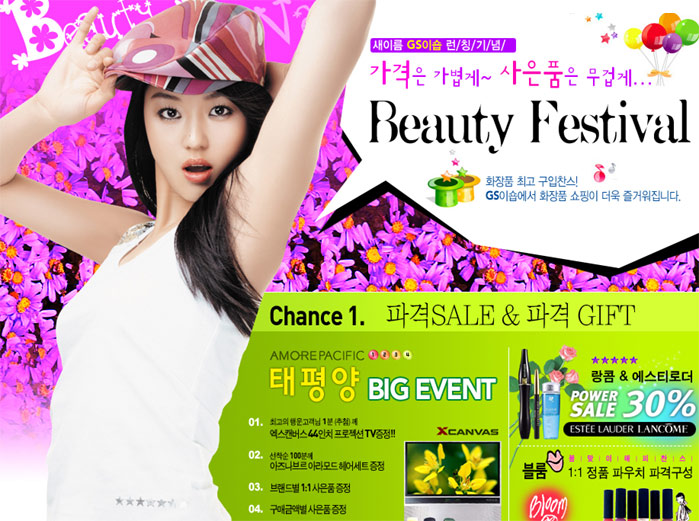 Beauty
새이름 GS이숍 런/칭/기/념/
가격은 가볍게~ 사은품은 무겁게...
Beauty Festival
화장품 최고 구입찬스!
GS이숍에서 화장품 쇼핑이 더욱 즐거워집니다.
Chance 1. 파격SALE & 파격 GIFT
AMOREPACIFIC 1 2 3 4
태평양 BIG EVENT
01. 최고의 행운고객님 1분 (추첨) 께
엑스캔버스 44인치 프로젝션 TV증정!!
02. 선착순 100분께
아즈나브르 아라모드 헤어세트 증정
03. 브랜드별 1:1 사은품 증정
04. 구매금액별 사은품 증정
XCANVAS
★★★★★
랑콤 & 에스티로더
POWER SALE 30%
ESTĒE LAUDER LANCÔME
블룸
1:1 정품 파우치 파격구성
Bloom